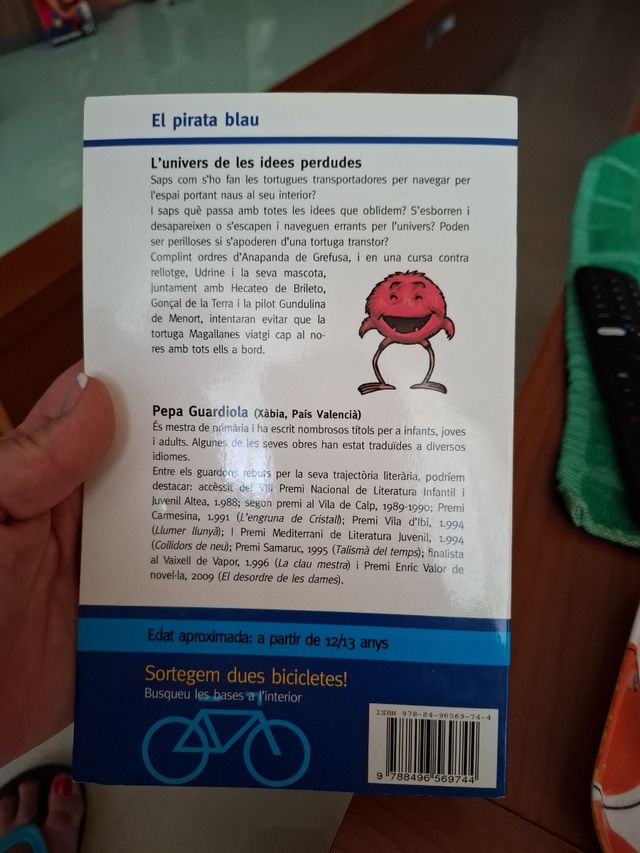 El pirata blau
L'univers de les idees perdudes
Saps com s'ho fan les tortugues transportadores per navegar per
l'espai portant naus al seu interior?
I saps què passa amb totes les idees que oblidem? S'esborren i
desapareixen o s'escapen i naveguen errants per l'univers? Poden
ser perilloses si s'apoderen d'una tortuga transtor?
Complint ordres d'Anapanda de Grefusa, i en una cursa contra
rellotge, Udrine i la seva mascota,
juntament amb Hecateo de Brileto,
Gonçal de la Terra i la pilot Gundulina
de Menort, intentaran evitar que la
tortuga Magallanes viatgi cap al no-
res amb tots ells a bord.
Pepa Guardiola (Xàbia, País Valencià)
És mestra de primària i ha escrit nombrosos títols per a infants, joves
i adults. Algunes de les seves obres han estat traduïdes a diversos
idiomes.
Entre els guardons rebuts per la seva trajectòria literària, podríem
destacar: accèssit del VIII Premi Nacional de Literatura Infantil i
Juvenil Altea, 1.988; segon premi al Vila de Calp, 1989-1990; Premi
Carmesina, 1.991 (L'engruna de Cristall); Premi Vila d'Ibi, 1.994
(Llumer llunyà); I Premi Mediterrani de Literatura Juvenil, 1.994
(Collidors de neu); Premi Samaruc, 1995 (Talismà del temps); finalista
al Vaixell de Vapor, 1.996 (La clau mestra) i Premi Enric Valor de
novel·la, 2009 (El desordre de les dames).
Edat aproximada: a partir de 12/13 anys
Sortegem dues bicicletes!
Busqueu les bases a l'interior
ISBN 978-84-96569-74-4
9 788496 569744